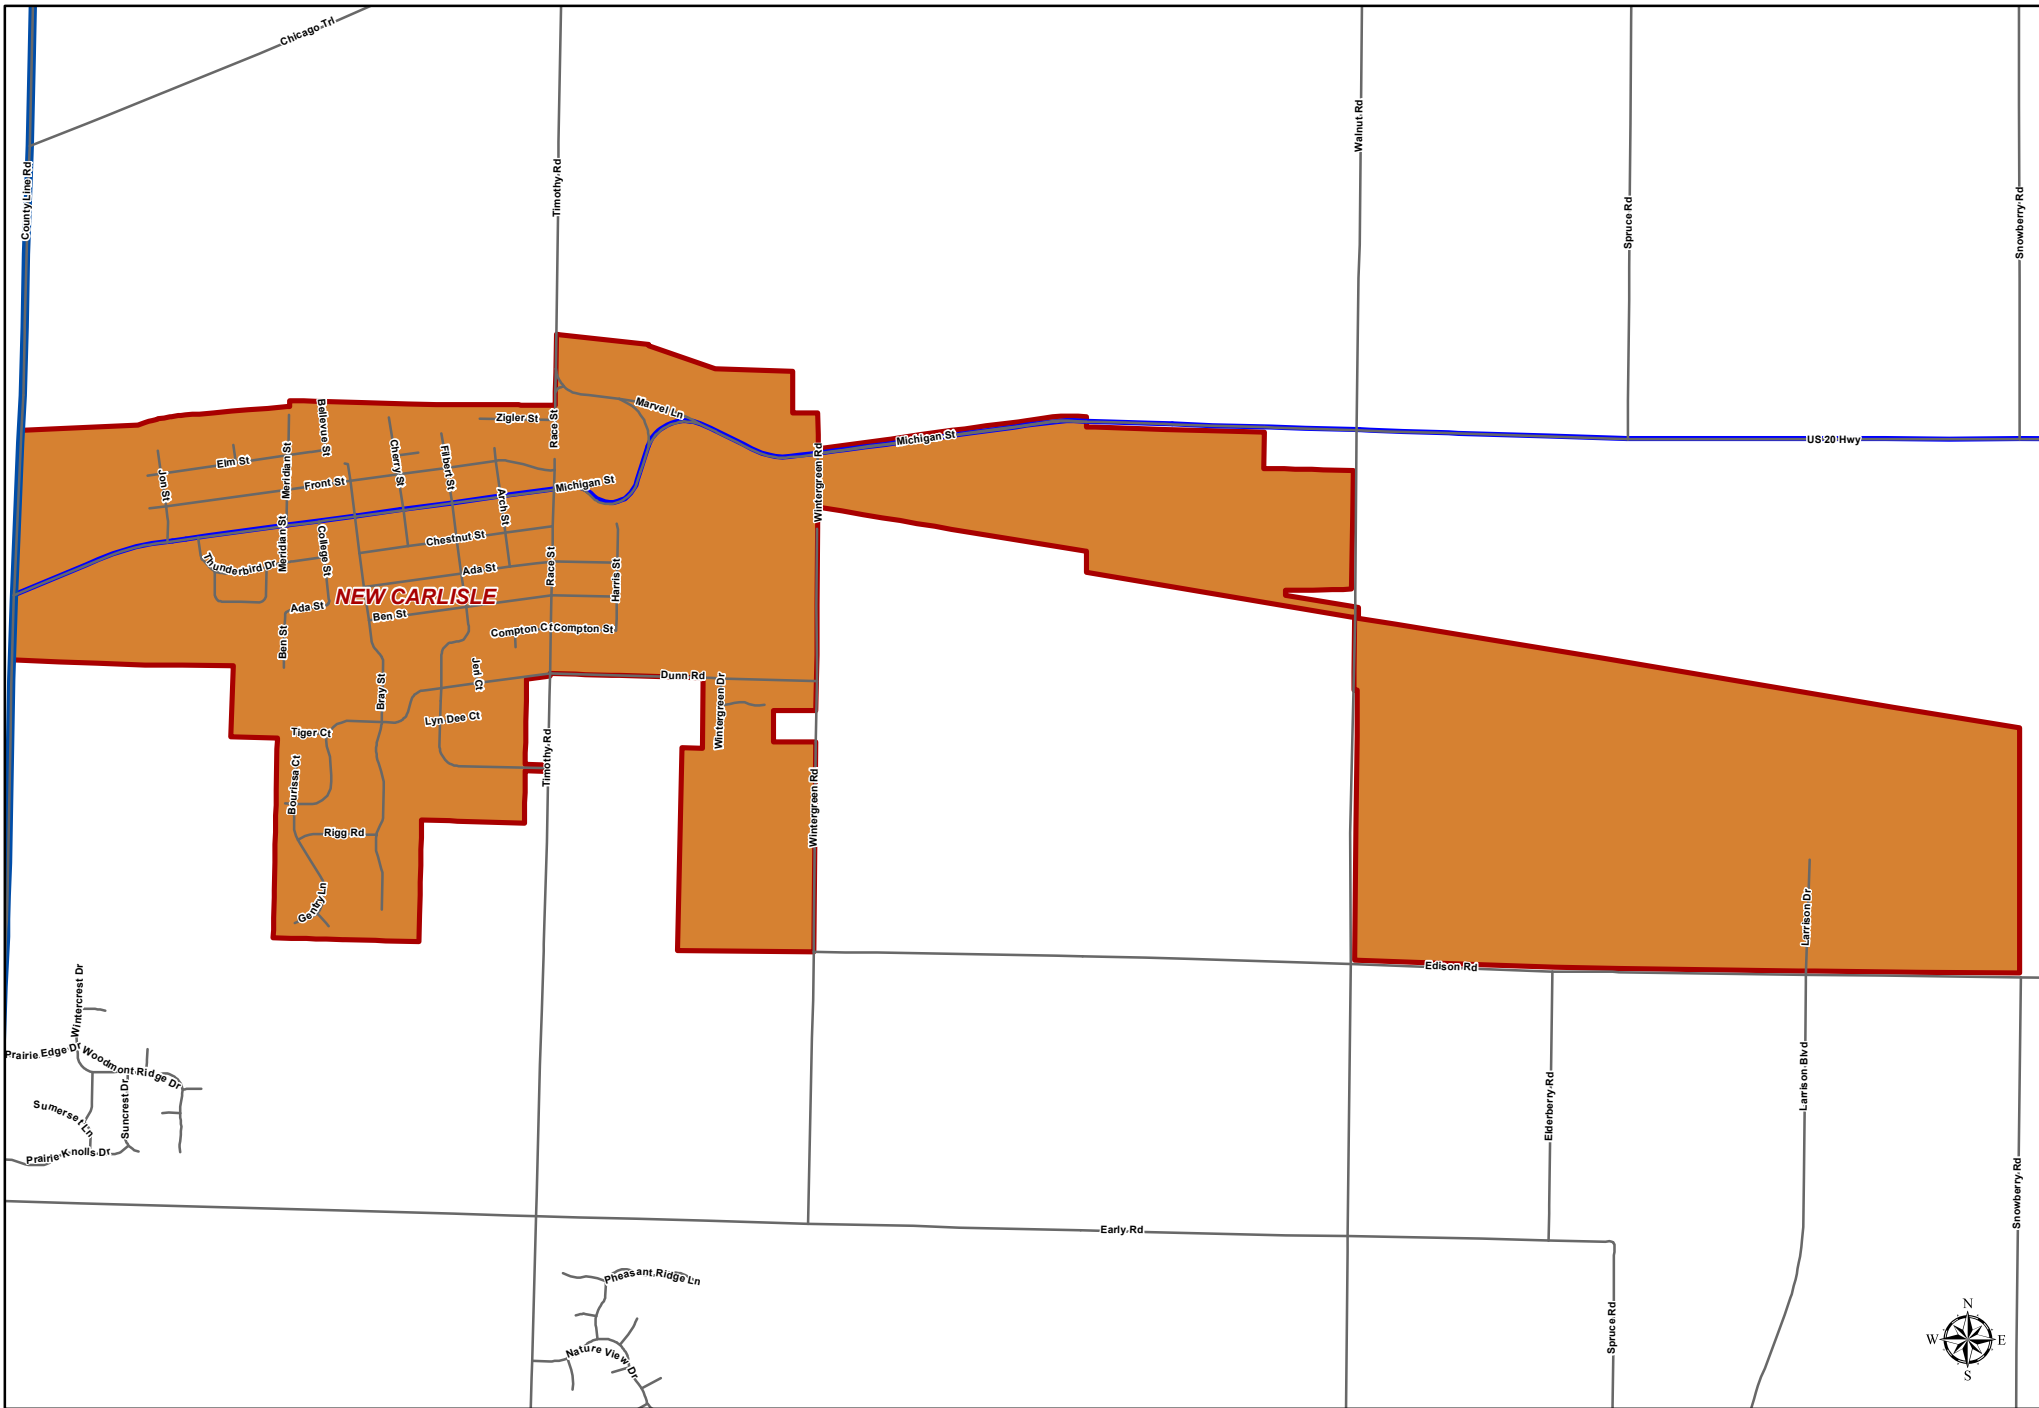 Chicago Trl
County Line Rd
Timothy Rd
Walnut Rd
Spruce Rd
Snowberry Rd
Bellevue St
Zigler St
Race St
Marvel Ln
Michigan St
US 20 Hwy
Elm St
Meridian St
Cherry St
Filbert St
Jon St
Front St
Arch St
Michigan St
Wintergreen Rd
Meridian St
College St
Chestnut St
Thunderbird Dr
Ada St
Race St
Harris St
NEW CARLISLE
Ada St
Ben St
Ben St
Compton Ct
Compton St
Jeri Ct
Dunn Rd
Bray St
Wintergreen Dr
Lyn Dee Ct
Tiger Ct
Timothy Rd
Bourissa Ct
Wintergreen Rd
Rigg Rd
Gentry Ln
Larrison Dr
Edison Rd
Wintercrest Dr
Prairie Edge Dr
Woodmont Ridge Dr
Sumerset Ln
Suncrest Dr
Prairie Knolls Dr
Elderberry Rd
Larrison Blvd
Snowberry Rd
Early Rd
Pheasant Ridge Ln
Nature View Dr
Spruce Rd
N
W E
S